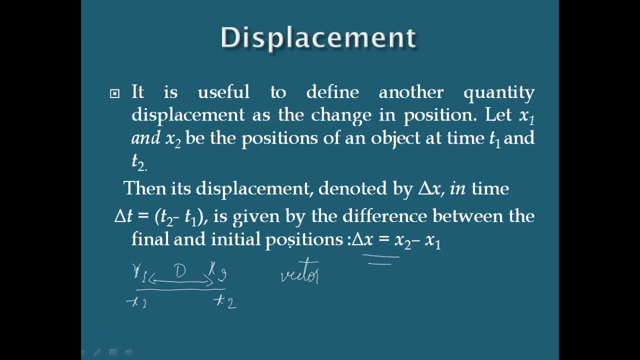 Displacement
It is useful to define another quantity
displacement as the change in position. Let x₁
and x₂ be the positions of an object at time t₁ and
t₂.
Then its displacement, denoted by Δx, in time
Δt = (t₂- t₁), is given by the difference between the
final and initial positions :Δx = x₂– x₁
x₁ D x₂ vector
t₁ t₂